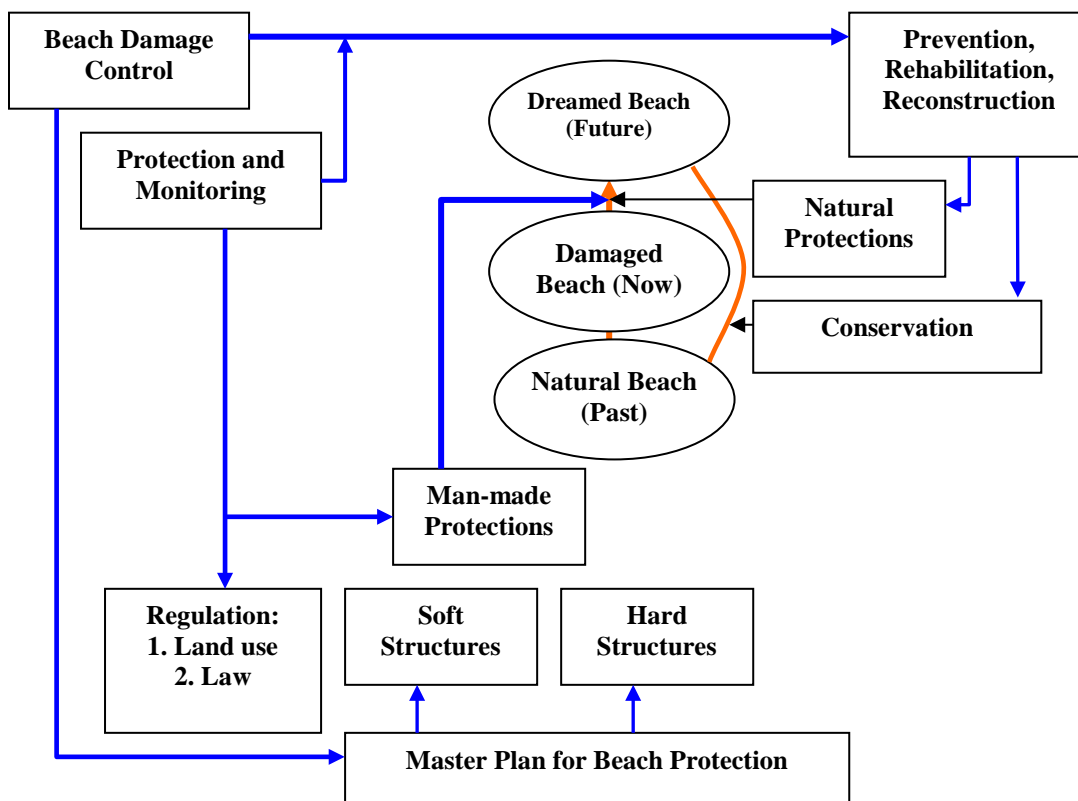 Beach Damage
Control
Prevention,
Rehabilitation,
Reconstruction
Dreamed Beach
(Future)
Protection and
Monitoring
Natural
Protections
Damaged
Beach (Now)
Conservation
Natural Beach
(Past)
Man-made
Protections
Regulation:
1. Land use
2. Law
Soft
Structures
Hard
Structures
Master Plan for Beach Protection